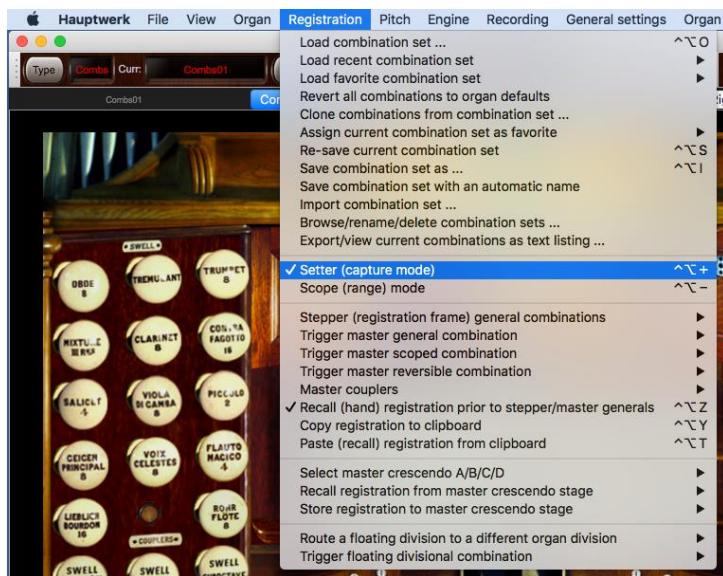 Hauptwerk File View Organ Registration Pitch Engine Recording General settings Organ
Type Combs Curr: Combs01
Combs01
Load combination set ... ^⌥O
Load recent combination set ▶
Load favorite combination set ▶
Revert all combinations to organ defaults
Clone combinations from combination set ...
Assign current combination set as favorite ▶
Re-save current combination set ^⌥S
Save combination set as ... ^⌥I
Save combination set with an automatic name
Import combination set ...
Browse/rename/delete combination sets ...
Export/view current combinations as text listing ...
✓ Setter (capture mode) ^⌥+
Scope (range) mode ^⌥−
Stepper (registration frame) general combinations ▶
Trigger master general combination ▶
Trigger master scoped combination ▶
Trigger master reversible combination ▶
Master couplers ▶
✓ Recall (hand) registration prior to stepper/master generals ^⌥Z
Copy registration to clipboard ^⌥Y
Paste (recall) registration from clipboard ^⌥T
Select master crescendo A/B/C/D ▶
Recall registration from master crescendo stage ▶
Store registration to master crescendo stage ▶
Route a floating division to a different organ division ▶
Trigger floating divisional combination ▶
• SWELL •
OBOE
8
TREMULANT
TRUMPET
8
MIXTURE
III RKS
CLARINET
8
CONTRA
FAGOTTO
16
SALICET
4
VIOLA
DI GAMBA
8
PICCOLO
2
GEIGEN
PRINCIPAL
8
VOIX
CELESTES
8
FLAUTO
MAGICO
4
LIEBLICH
BOURDON
16
ROHR
FLÖTE
8
• COUPLERS •
SWELL
SWELL
SWELL